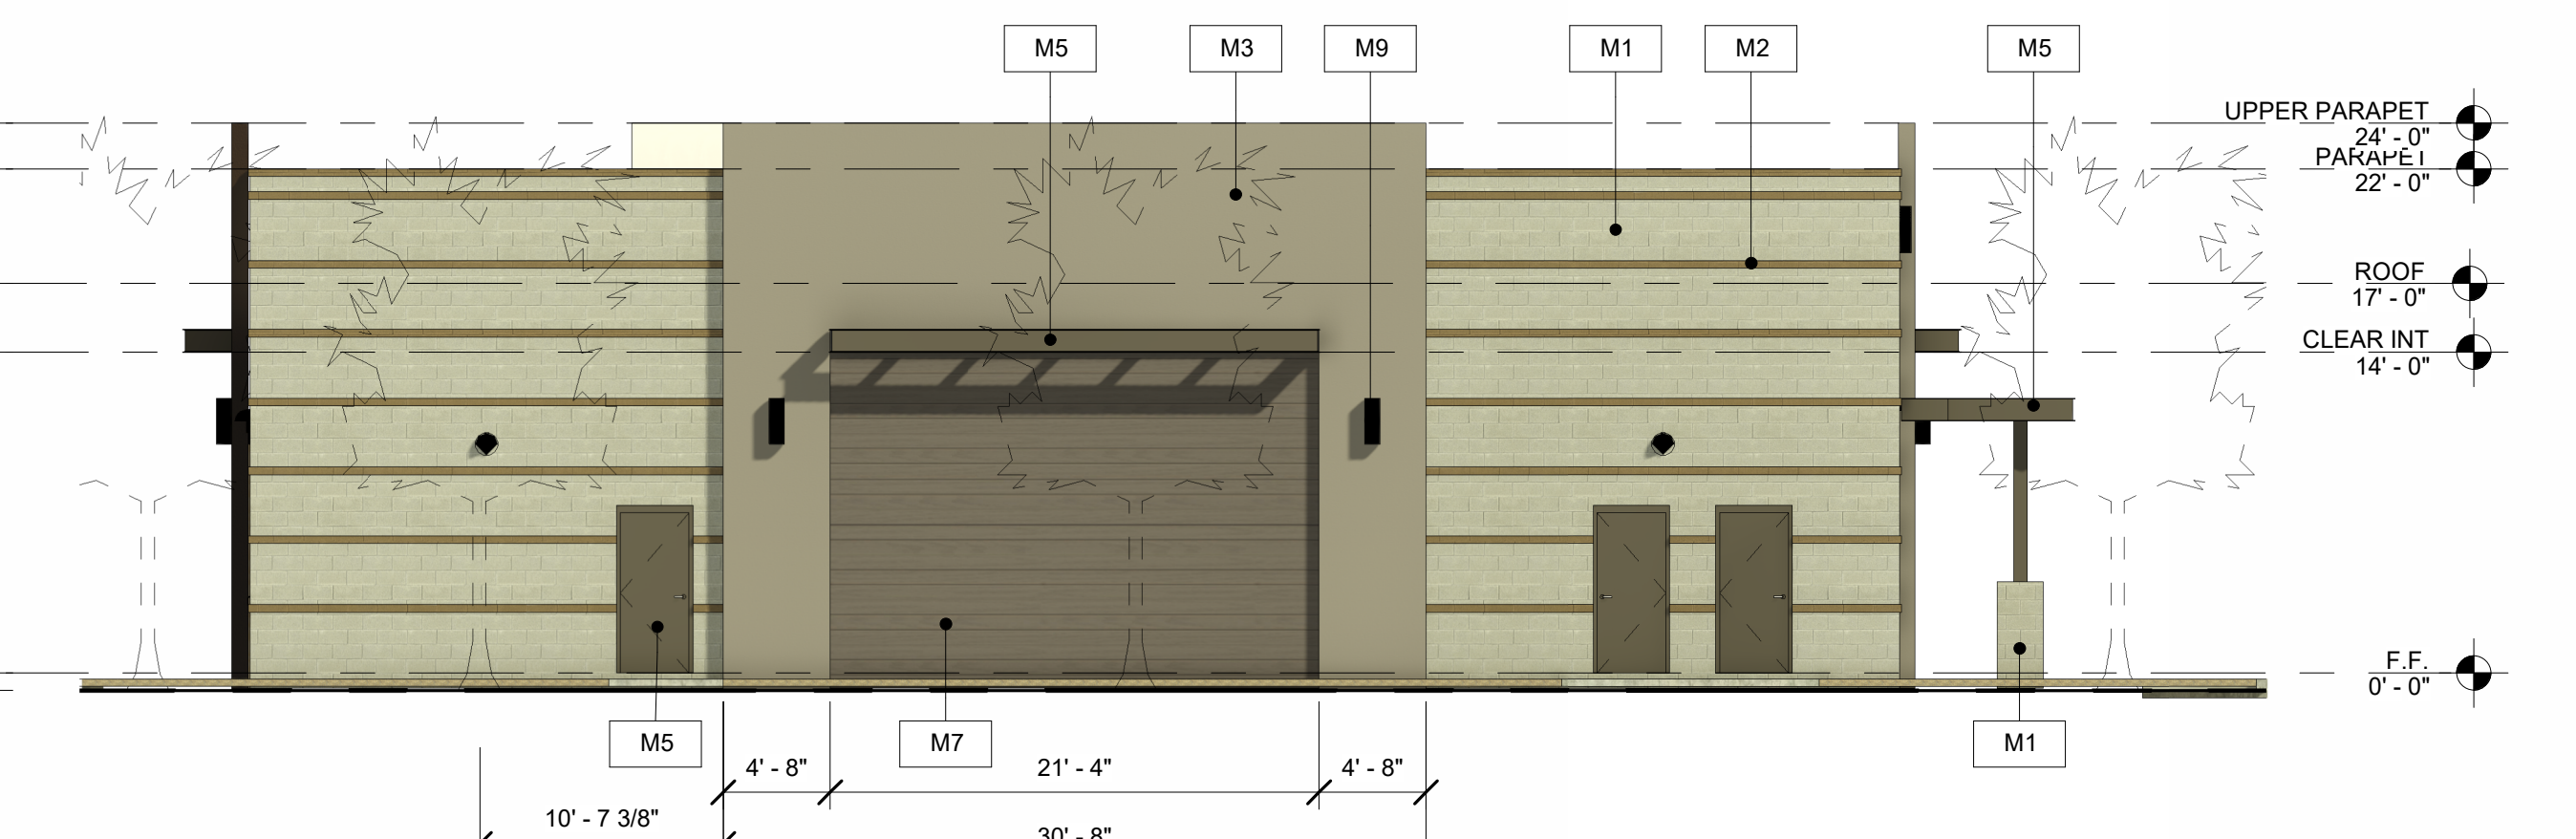 M5
M3
M9
M1
M2
M5
UPPER PARAPET
24' - 0"
PARAPET
22' - 0"
ROOF
17' - 0"
CLEAR INT
14' - 0"
F.F.
0' - 0"
M5
M7
M1
4' - 8"
21' - 4"
4' - 8"
10' - 7 3/8"
30' - 8"